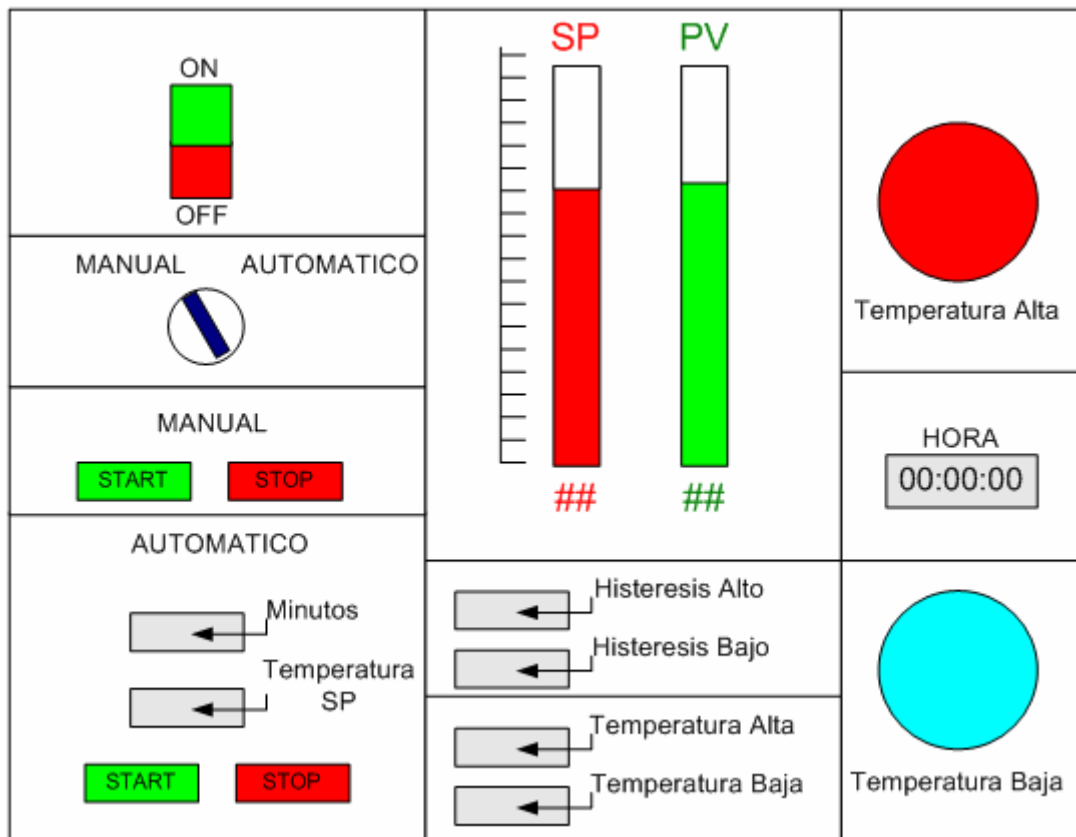 ON
OFF
MANUAL AUTOMATICO
MANUAL
START STOP
AUTOMATICO
Minutos
Temperatura
SP
START STOP
SP PV
## ##
Histeresis Alto
Histeresis Bajo
Temperatura Alta
Temperatura Baja
Temperatura Alta
HORA
00:00:00
Temperatura Baja